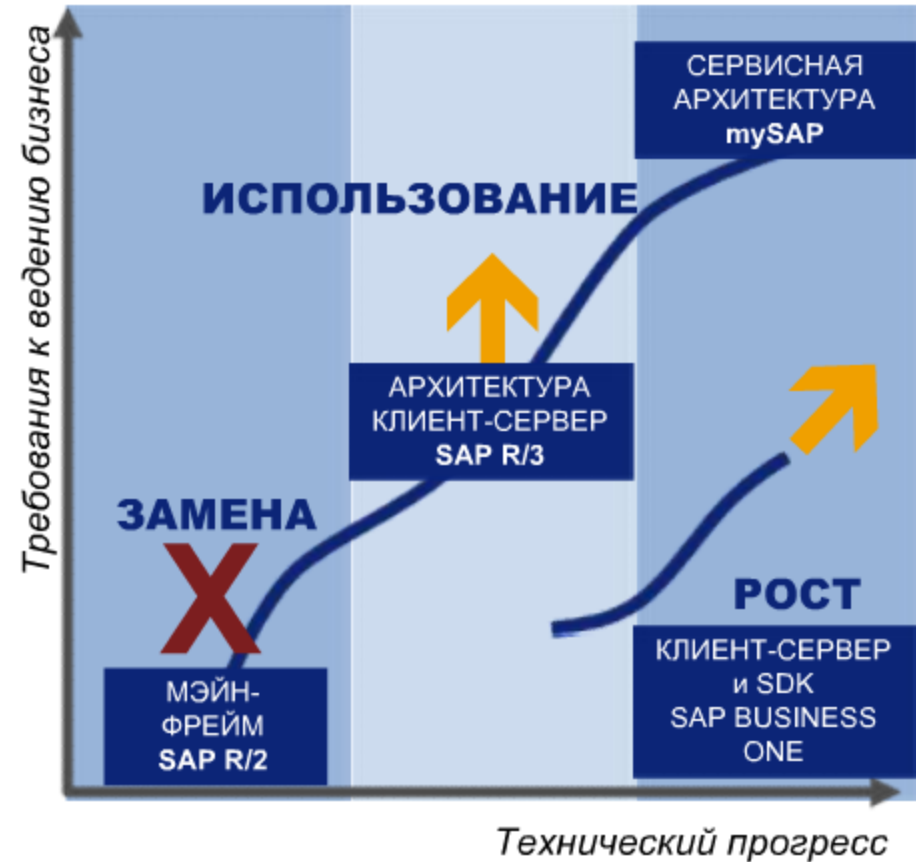 Требования к ведению бизнеса
СЕРВИСНАЯ
АРХИТЕКТУРА
mySAP
ИСПОЛЬЗОВАНИЕ
АРХИТЕКТУРА
КЛИЕНТ-СЕРВЕР
SAP R/3
ЗАМЕНА
X
МЭЙН-
ФРЕЙМ
SAP R/2
РОСТ
КЛИЕНТ-СЕРВЕР
и SDK
SAP BUSINESS
ONE
Технический прогресс